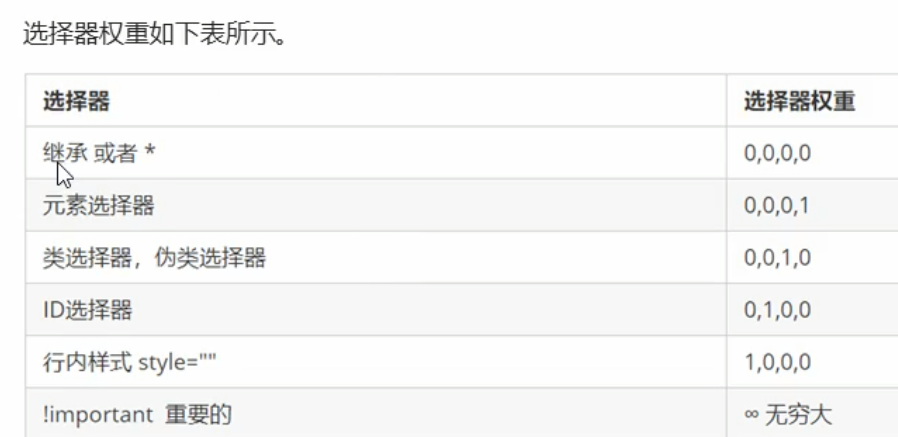 选择器权重如下表所示。
选择器 选择器权重
继承 或者 * 0,0,0,0
元素选择器 0,0,0,1
类选择器，伪类选择器 0,0,1,0
ID选择器 0,1,0,0
行内样式 style="" 1,0,0,0
!important 重要的 ∞ 无穷大